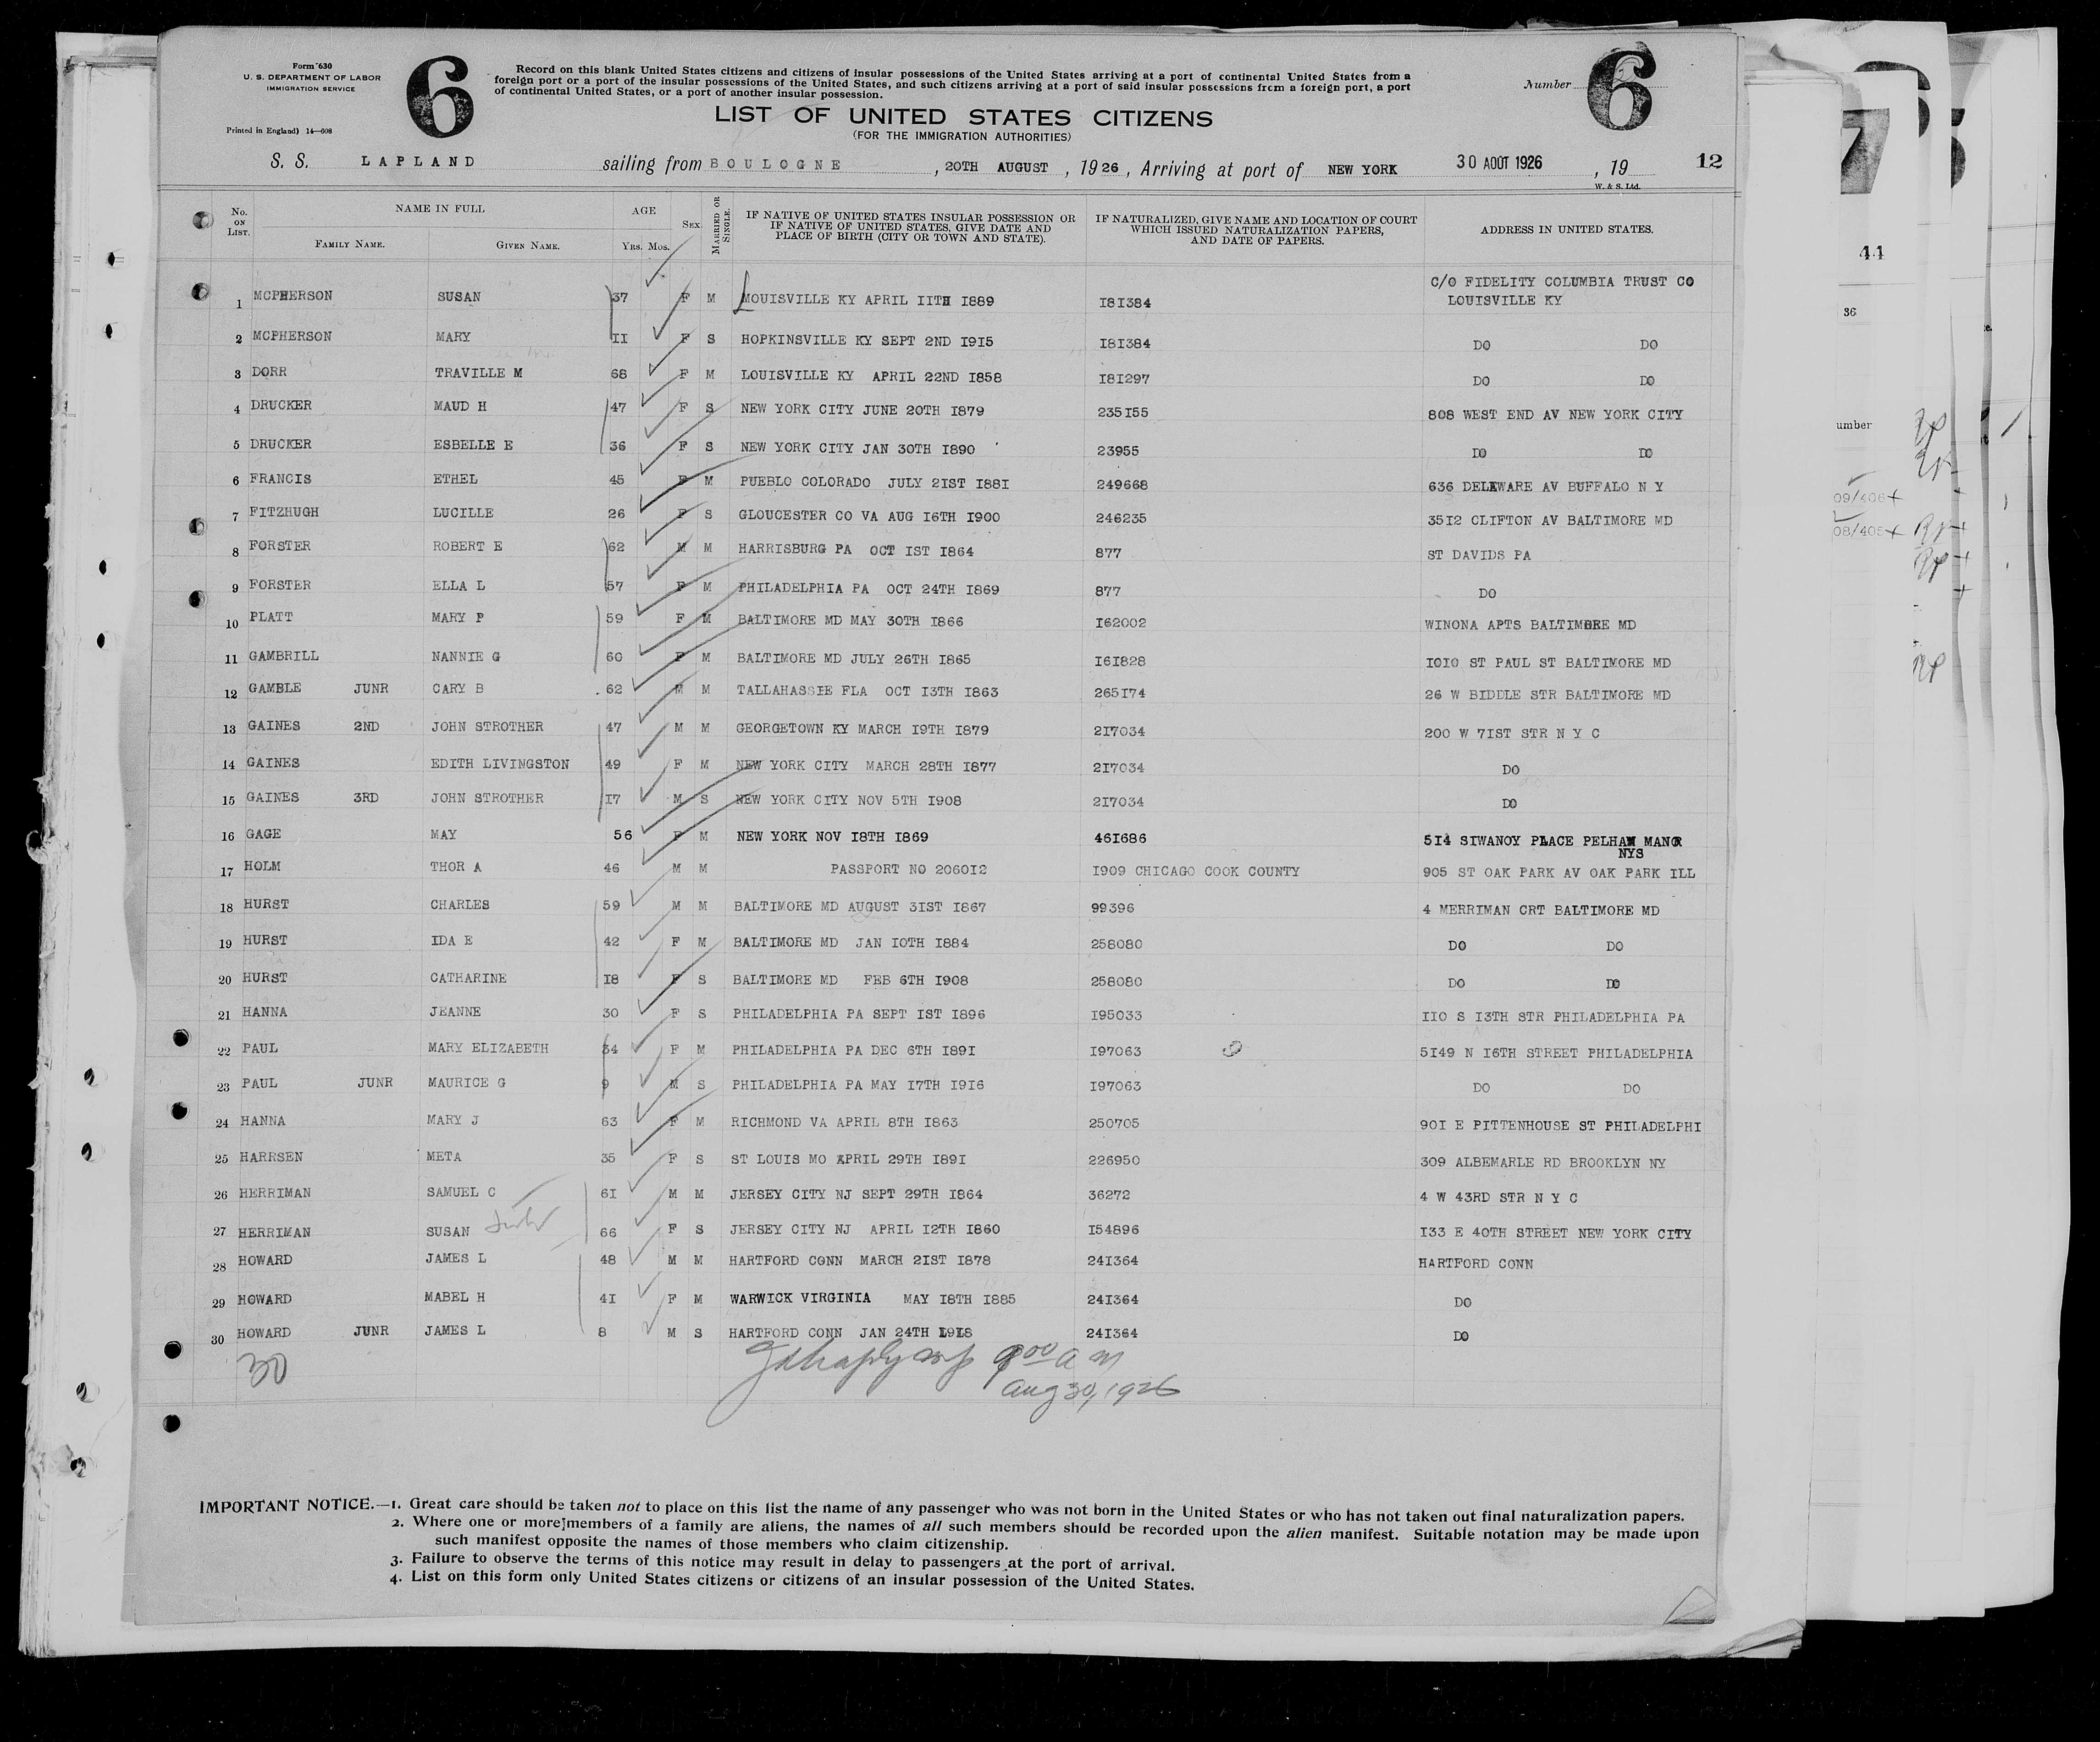 Form 630
U. S. DEPARTMENT OF LABOR
IMMIGRATION SERVICE
Printed in England) 14—608
6
Record on this blank United States citizens and citizens of insular possessions of the United States arriving at a port of continental United States from a
foreign port or a port of the insular possessions of the United States, and such citizens arriving at a port of said insular possessions from a foreign port, a port
of continental United States, or a port of another insular possession.
LIST OF UNITED STATES CITIZENS
(FOR THE IMMIGRATION AUTHORITIES)
Number 6
S. S. LAPLAND sailing from BOULOGNE, 20TH AUGUST, 1926, Arriving at port of NEW YORK 30 AOÛT 1926, 19 12
W. & S. Ltd.
No. ON LIST. NAME IN FULL FAMILY NAME. GIVEN NAME. AGE YRS. MOS. SEX MARRIED OR SINGLE.
IF NATIVE OF UNITED STATES INSULAR POSSESSION OR
IF NATIVE OF UNITED STATES, GIVE DATE AND
PLACE OF BIRTH (CITY OR TOWN AND STATE).
IF NATURALIZED, GIVE NAME AND LOCATION OF COURT
WHICH ISSUED NATURALIZATION PAPERS,
AND DATE OF PAPERS.
ADDRESS IN UNITED STATES.
1 MCPHERSON SUSAN 37 F M LOUISVILLE KY APRIL 11TH 1889 181384 C/O FIDELITY COLUMBIA TRUST CO
LOUISVILLE KY
2 MCPHERSON MARY 11 F S HOPKINSVILLE KY SEPT 2ND 1915 181384 DO DO
3 DORR TRAVILLE M 68 F M LOUISVILLE KY APRIL 22ND 1858 181297 DO DO
4 DRUCKER MAUD H 47 F S NEW YORK CITY JUNE 20TH 1879 235155 808 WEST END AV NEW YORK CITY
5 DRUCKER ESBELLE E 36 F S NEW YORK CITY JAN 30TH 1890 23955 DO DO
6 FRANCIS ETHEL 45 F M PUEBLO COLORADO JULY 21ST 1881 249668 636 DELAWARE AV BUFFALO N Y
7 FITZHUGH LUCILLE 26 F S GLOUCESTER CO VA AUG 16TH 1900 246235 3512 CLIFTON AV BALTIMORE MD
8 FORSTER ROBERT E 62 M M HARRISBURG PA OCT 1ST 1864 877 ST DAVIDS PA
9 FORSTER ELLA L 57 F M PHILADELPHIA PA OCT 24TH 1869 877 DO
10 PLATT MARY P 59 F M BALTIMORE MD MAY 30TH 1866 162002 WINONA APTS BALTIMORE MD
11 GAMBRILL NANNIE G 60 F M BALTIMORE MD JULY 26TH 1865 161828 1010 ST PAUL ST BALTIMORE MD
12 GAMBLE JUNR CARY B 62 M M TALLAHASSIE FLA OCT 13TH 1863 265174 26 W BIDDLE STR BALTIMORE MD
13 GAINES 2ND JOHN STROTHER 47 M M GEORGETOWN KY MARCH 19TH 1879 217034 200 W 71ST STR N Y C
14 GAINES EDITH LIVINGSTON 49 F M NEW YORK CITY MARCH 28TH 1877 217034 DO
15 GAINES 3RD JOHN STROTHER 17 M S NEW YORK CITY NOV 5TH 1908 217034 DO
16 GAGE MAY 56 F M NEW YORK NOV 18TH 1869 461686 514 SIWANOY PLACE PELHAM MANOR
NYS
17 HOLM THOR A 46 M M PASSPORT NO 206012 1909 CHICAGO COOK COUNTY 905 ST OAK PARK AV OAK PARK ILL
18 HURST CHARLES 59 M M BALTIMORE MD AUGUST 31ST 1867 99396 4 MERRIMAN CRT BALTIMORE MD
19 HURST IDA E 42 F M BALTIMORE MD JAN 10TH 1884 258080 DO DO
20 HURST CATHARINE 18 F S BALTIMORE MD FEB 6TH 1908 258080 DO DO
21 HANNA JEANNE 30 F S PHILADELPHIA PA SEPT 1ST 1896 195033 110 S 13TH STR PHILADELPHIA PA
22 PAUL MARY ELIZABETH 34 F M PHILADELPHIA PA DEC 6TH 1891 197063 5149 N 16TH STREET PHILADELPHIA
23 PAUL JUNR MAURICE G 9 M S PHILADELPHIA PA MAY 17TH 1916 197063 DO DO
24 HANNA MARY J 63 F M RICHMOND VA APRIL 8TH 1863 250705 901 E PITTENHOUSE ST PHILADELPHI
25 HARRSEN META 35 F S ST LOUIS MO APRIL 29TH 1891 226950 309 ALBEMARLE RD BROOKLYN NY
26 HERRIMAN SAMUEL C 61 M M JERSEY CITY NJ SEPT 29TH 1864 36272 4 W 43RD STR N Y C
27 HERRIMAN SUSAN 66 F S JERSEY CITY NJ APRIL 12TH 1860 154896 133 E 40TH STREET NEW YORK CITY
28 HOWARD JAMES L 48 M M HARTFORD CONN MARCH 21ST 1878 241364 HARTFORD CONN
29 HOWARD MABEL H 41 F M WARWICK VIRGINIA MAY 18TH 1885 241364 DO
30 HOWARD JUNR JAMES L 8 M S HARTFORD CONN JAN 24TH 1918 241364 DO
30
9 00 a m
Aug 30, 1926
IMPORTANT NOTICE.—1. Great care should be taken not to place on this list the name of any passenger who was not born in the United States or who has not taken out final naturalization papers.
2. Where one or more members of a family are aliens, the names of all such members should be recorded upon the alien manifest. Suitable notation may be made upon
such manifest opposite the names of those members who claim citizenship.
3. Failure to observe the terms of this notice may result in delay to passengers at the port of arrival.
4. List on this form only United States citizens or citizens of an insular possession of the United States.
7
44
36
umber
09/406+
08/405+